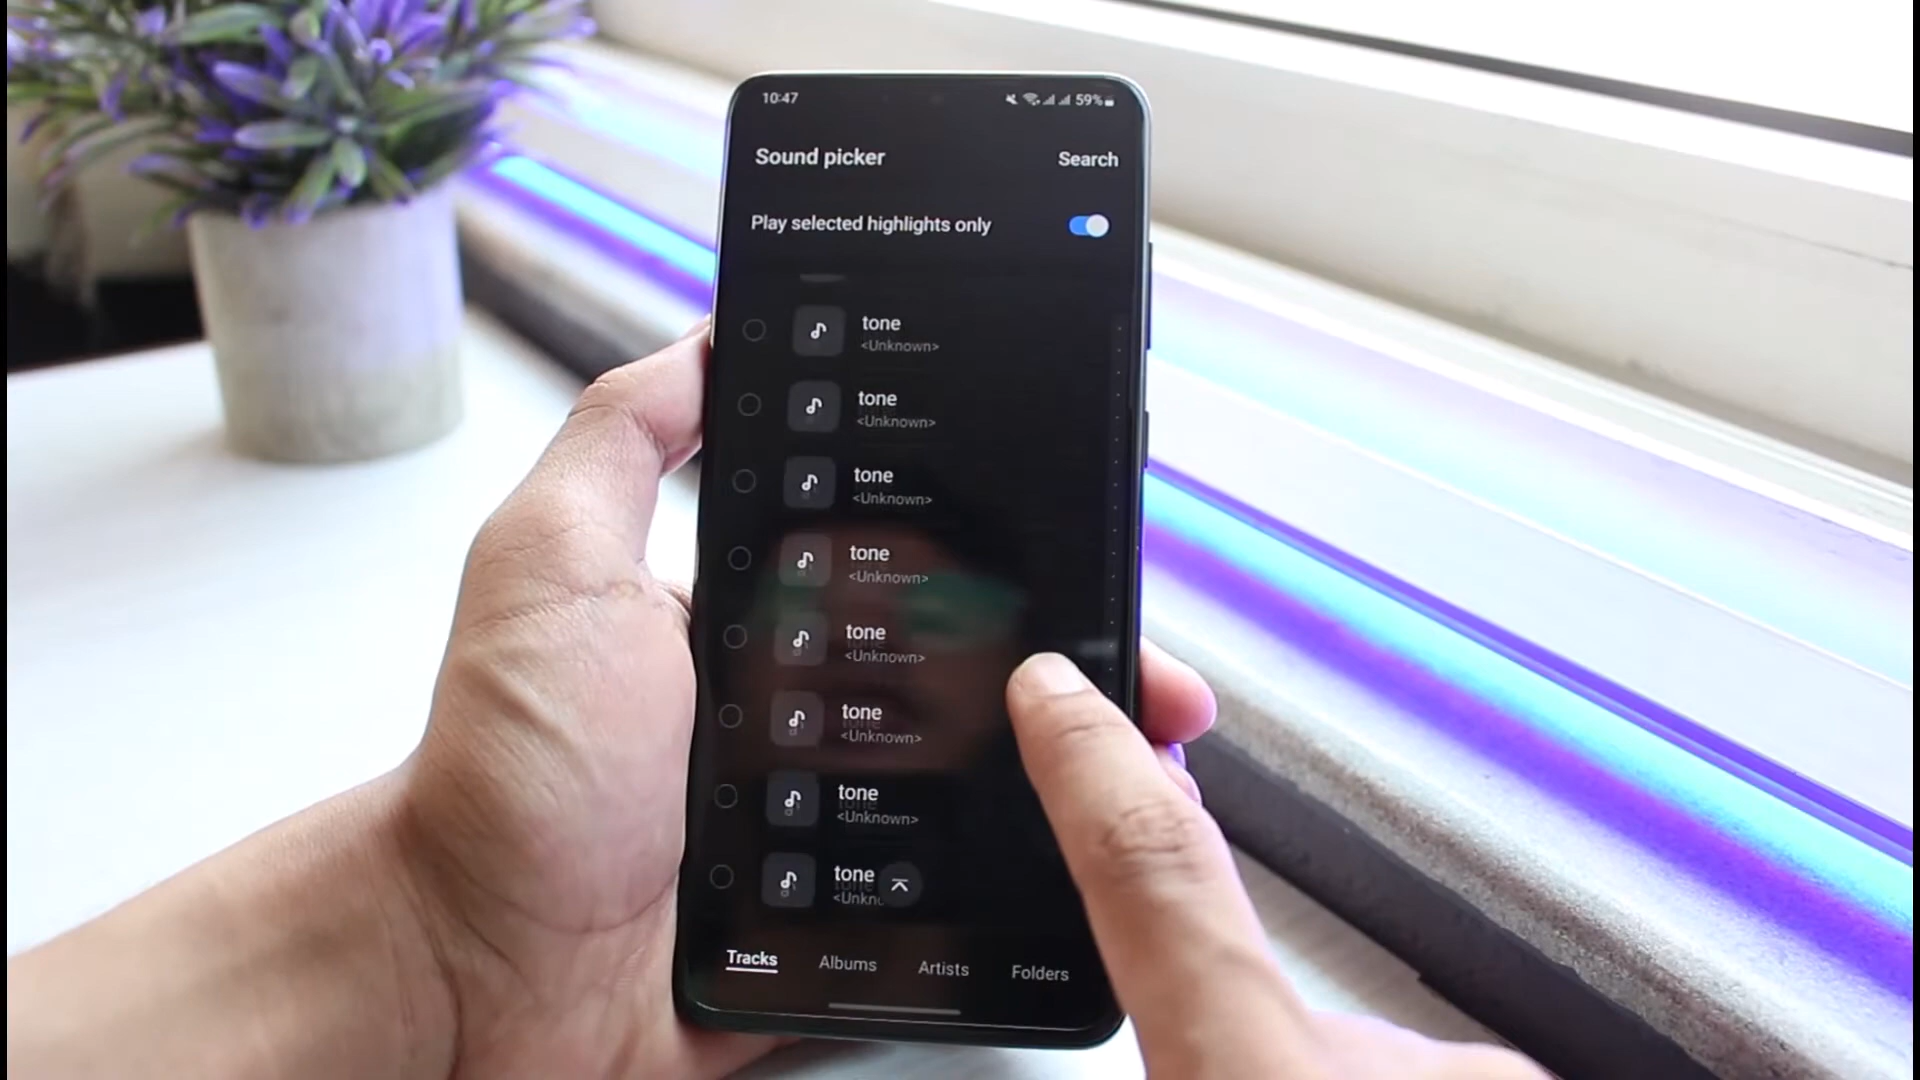 10:47
59%
Sound picker
Search
Play selected highlights only
tone
<Unknown>
tone
<Unknown>
tone
<Unknown>
tone
<Unknown>
tone
<Unknown>
tone
<Unknown>
tone
<Unknown>
tone
<Unkn
Tracks
Albums
Artists
Folders